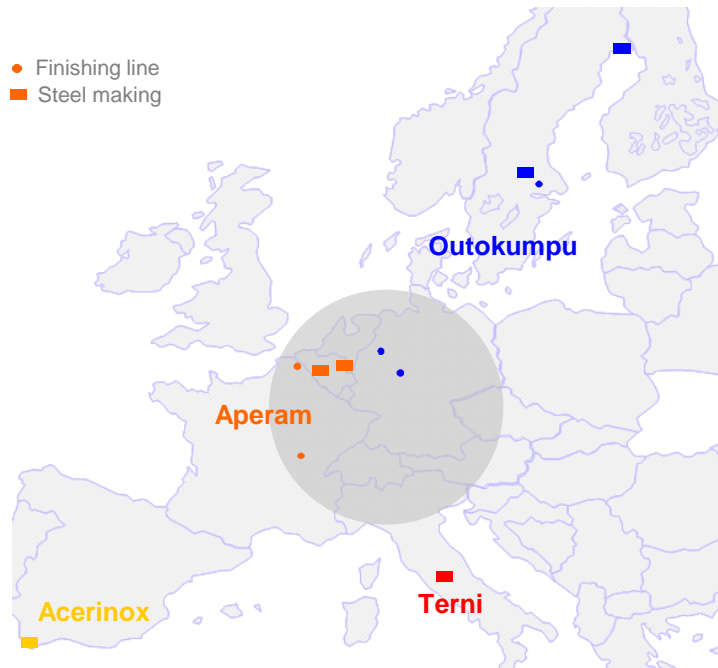 Finishing line
Steel making
Outokumpu
Aperam
Acerinox
Terni